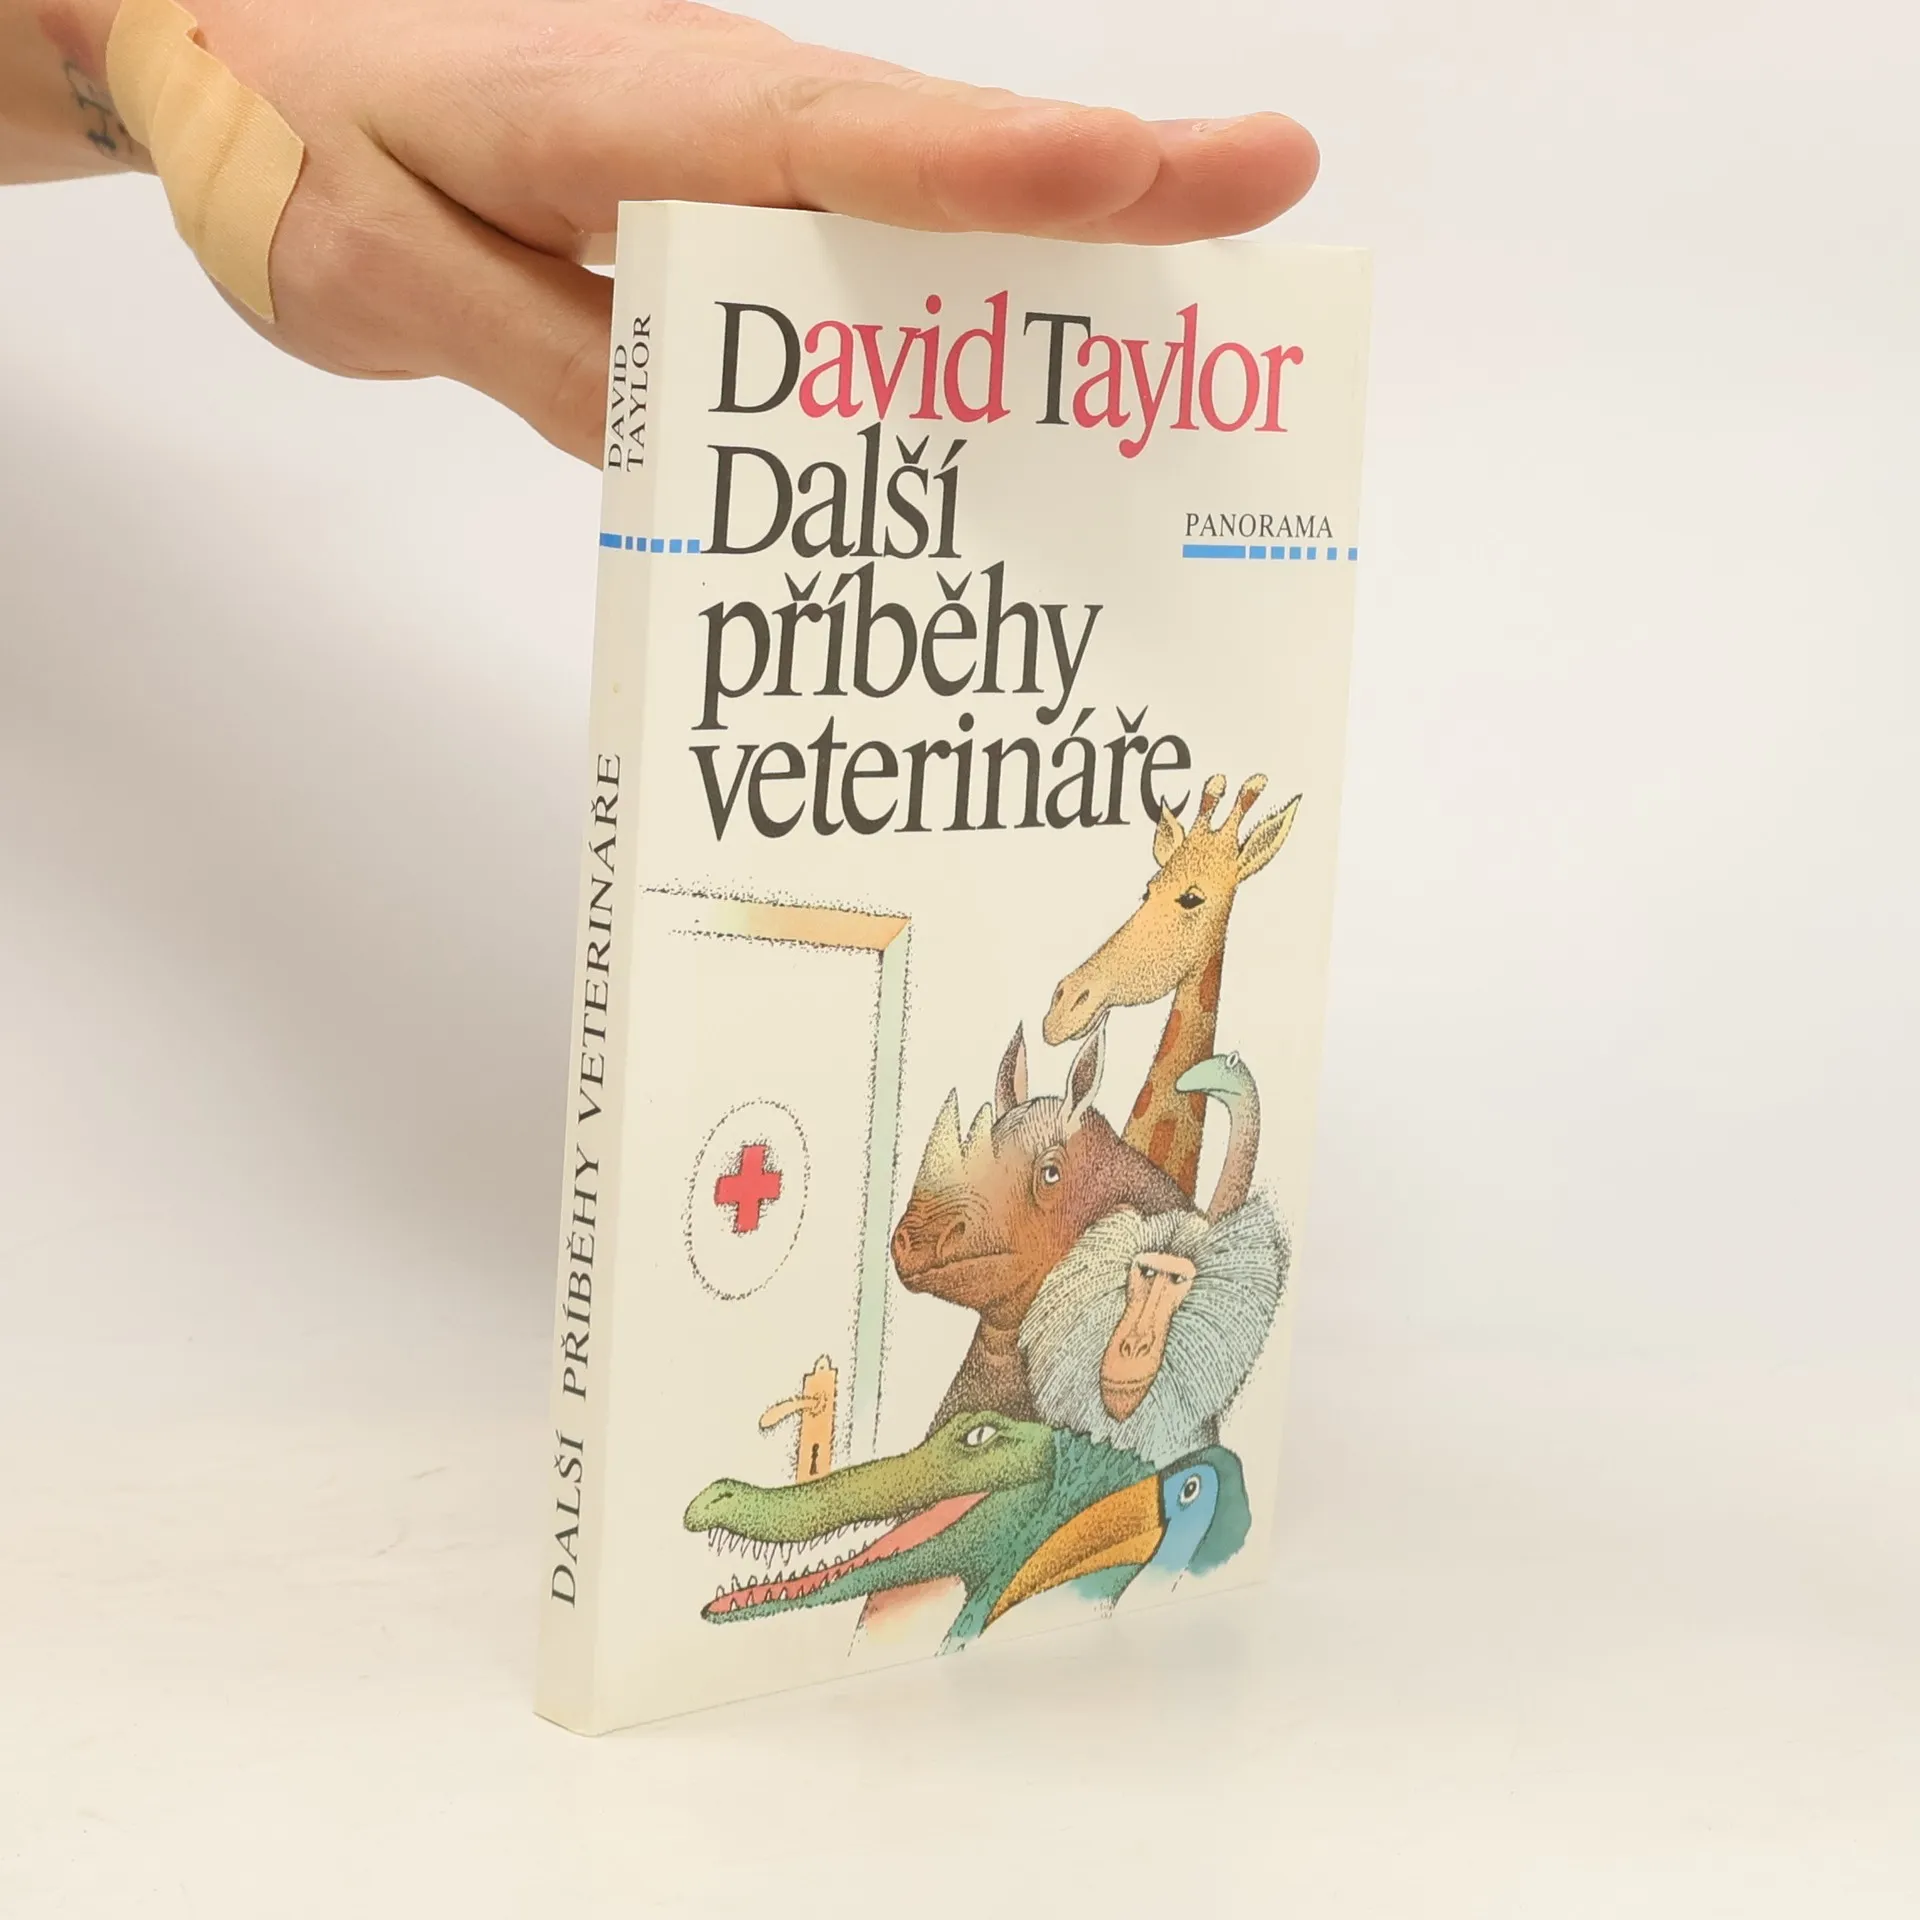 David Taylor
Další
příběhy
veterináře
PANORAMA
DAVID
TAYLOR
DALŠÍ PŘÍBĚHY VETERINÁŘE